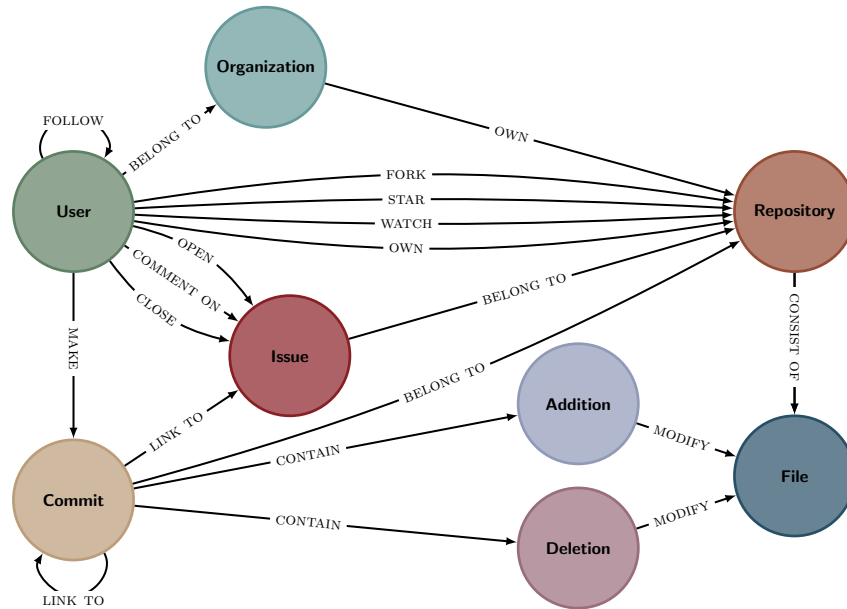 Organization
FOLLOW
BELONG TO
OWN
FORK
STAR
WATCH
OWN
User
Repository
OPEN
COMMENT ON
CLOSE
BELONG TO
MAKE
CONSIST OF
Issue
BELONG TO
Addition
LINK TO
MODIFY
CONTAIN
File
Commit
CONTAIN
MODIFY
Deletion
LINK TO